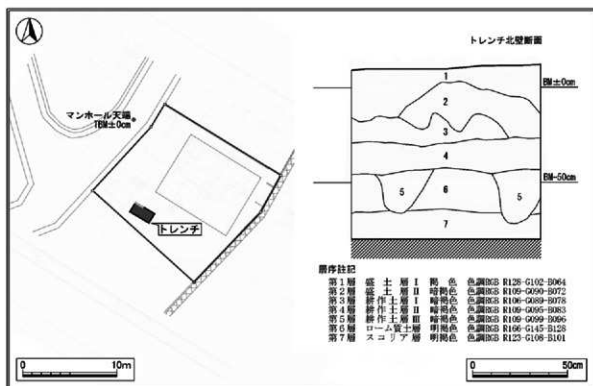 トレンチ北壁断面
マンホール天端
TBM±0cm
トレンチ
1
2
3
4
5
6
5
7
BM±0cm
BM-50cm
層序註記
第1層 盛土層Ⅰ 褐色 色調RGB R128-G102-B064
第2層 盛土層Ⅱ 暗褐色 色調RGB R109-G090-B072
第3層 耕作土層Ⅰ 暗褐色 色調RGB R106-G089-B078
第4層 耕作土層Ⅱ 暗褐色 色調RGB R109-G095-B083
第5層 耕作土層Ⅲ 暗褐色 色調RGB R109-G099-B096
第6層 ローム質土層 明褐色 色調RGB R166-G145-B128
第7層 スコリア層 明褐色 色調RGB R123-G108-B101
0 10m
0 50cm